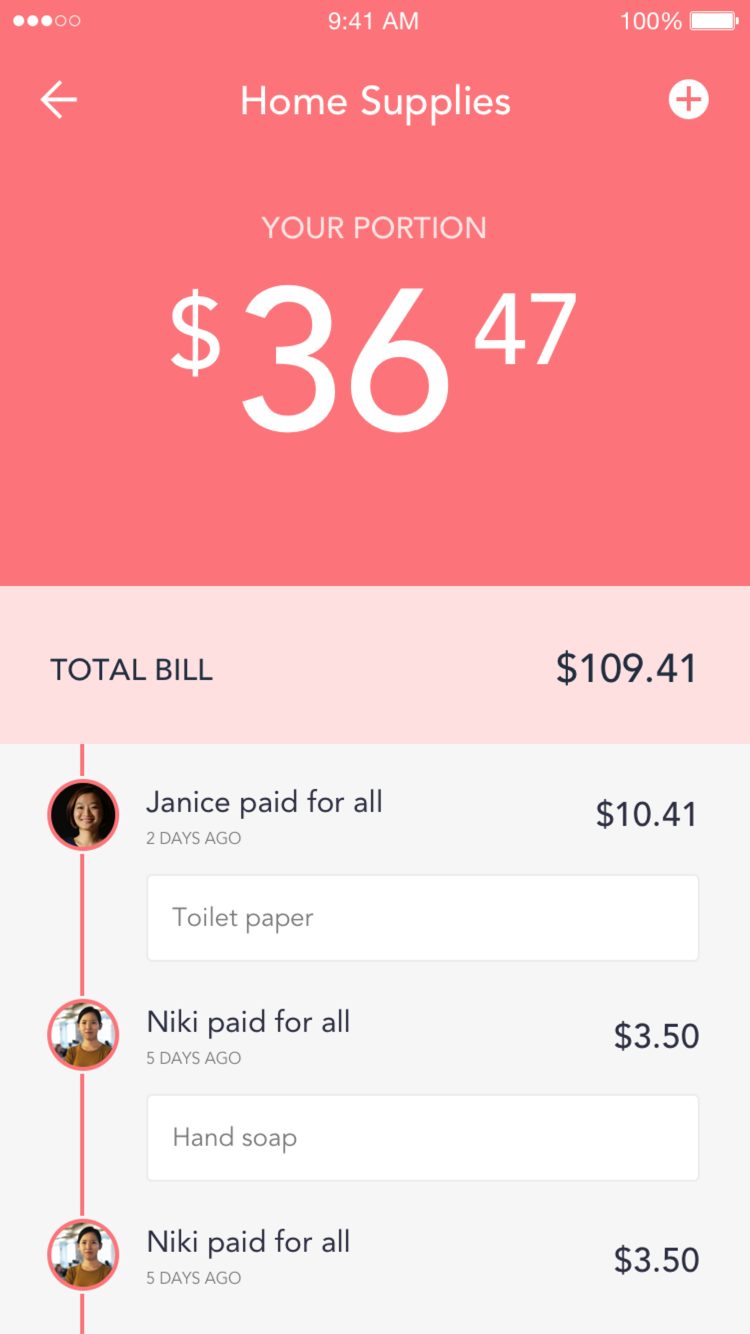 9:41 AM 100%
Home Supplies
YOUR PORTION
$36 47
TOTAL BILL $109.41
Janice paid for all $10.41
2 DAYS AGO
Toilet paper
Niki paid for all $3.50
5 DAYS AGO
Hand soap
Niki paid for all $3.50
5 DAYS AGO